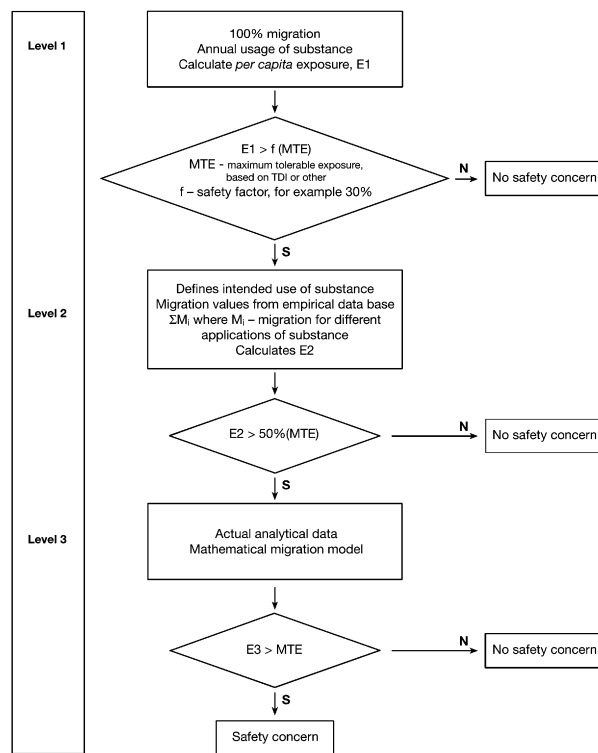 Level 1
100% migration
Annual usage of substance
Calculate per capita exposure, E1
E1 > f (MTE)
MTE - maximum tolerable exposure,
based on TDI or other
f – safety factor, for example 30%
N
No safety concern
S
Level 2
Defines intended use of substance
Migration values from empirical data base
ΣMi where Mi – migration for different
applications of substance
Calculates E2
E2 > 50%(MTE)
N
No safety concern
S
Level 3
Actual analytical data
Mathematical migration model
E3 > MTE
N
No safety concern
S
Safety concern